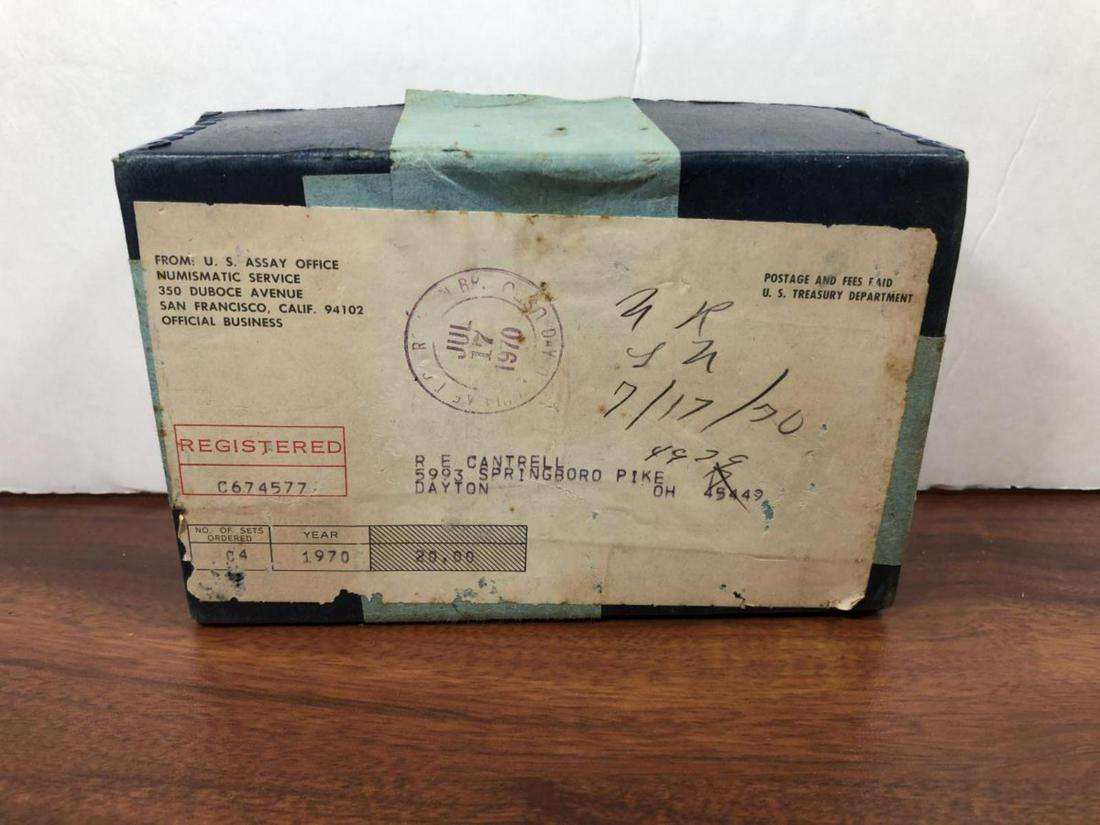 FROM: U. S. ASSAY OFFICE
NUMISMATIC SERVICE
350 DUBOCE AVENUE
SAN FRANCISCO, CALIF. 94102
OFFICIAL BUSINESS
POSTAGE AND FEES PAID
U. S. TREASURY DEPARTMENT
JUL
17
1970
7/17/70
REGISTERED
C674577
R E CANTRELL
5993 SPRINGBORO PIKE
DAYTON OH 45449
NO. OF SETS ORDERED YEAR
04 1970 20.00